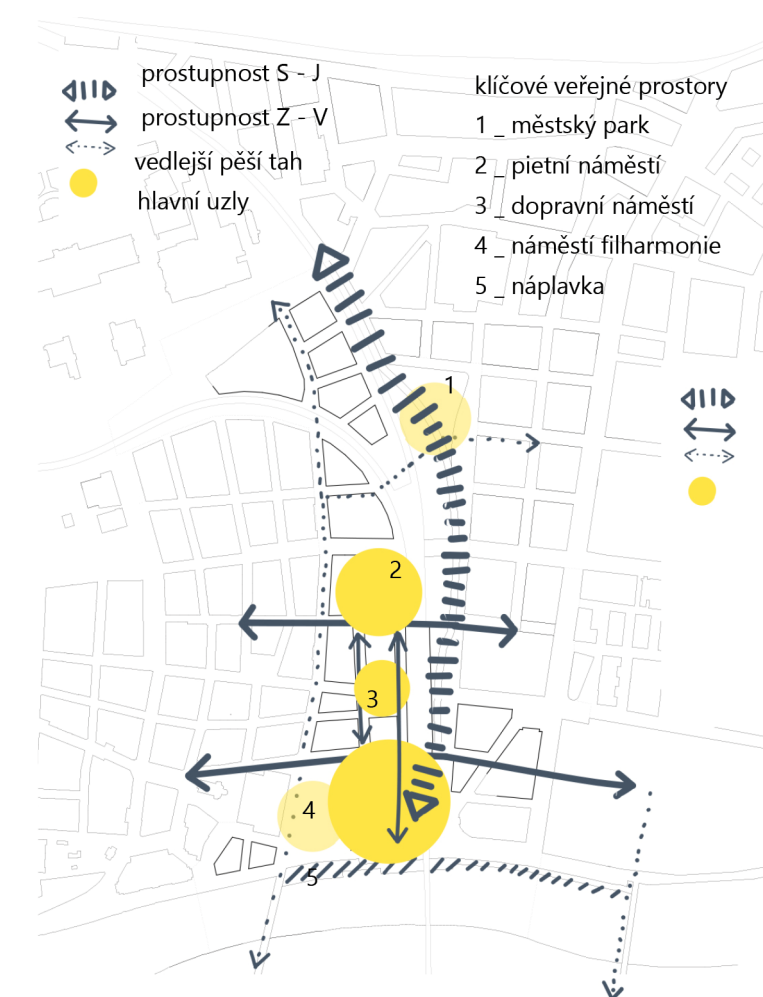 prostupnost S - J
prostupnost Z - V
vedlejší pěší tah
hlavní uzly
klíčové veřejné prostory
1 _ městský park
2 _ pietní náměstí
3 _ dopravní náměstí
4 _ náměstí filharmonie
5 _ náplavka
1
2
3
4
5